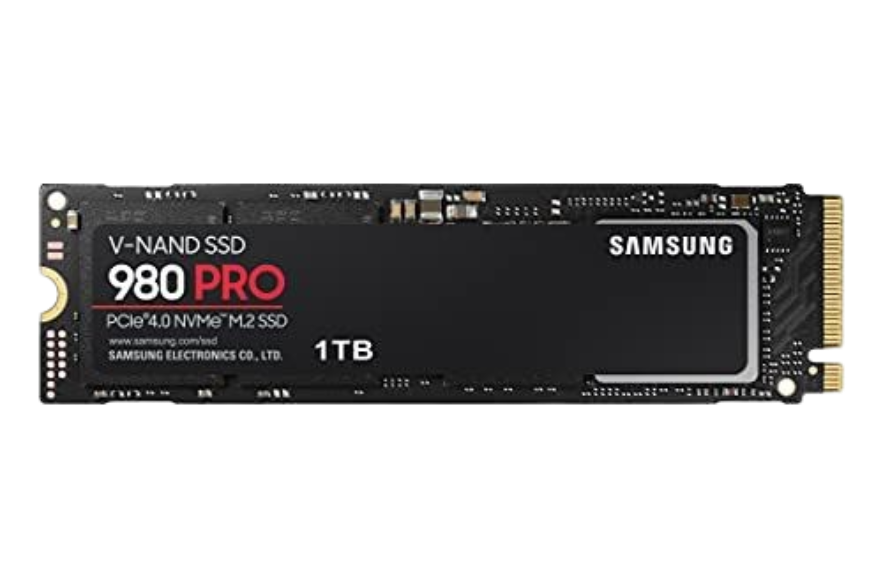 V-NAND SSD
980 PRO
PCIe®4.0 NVMe™ M.2 SSD
www.samsung.com/ssd
SAMSUNG ELECTRONICS CO., LTD.
1TB
SAMSUNG